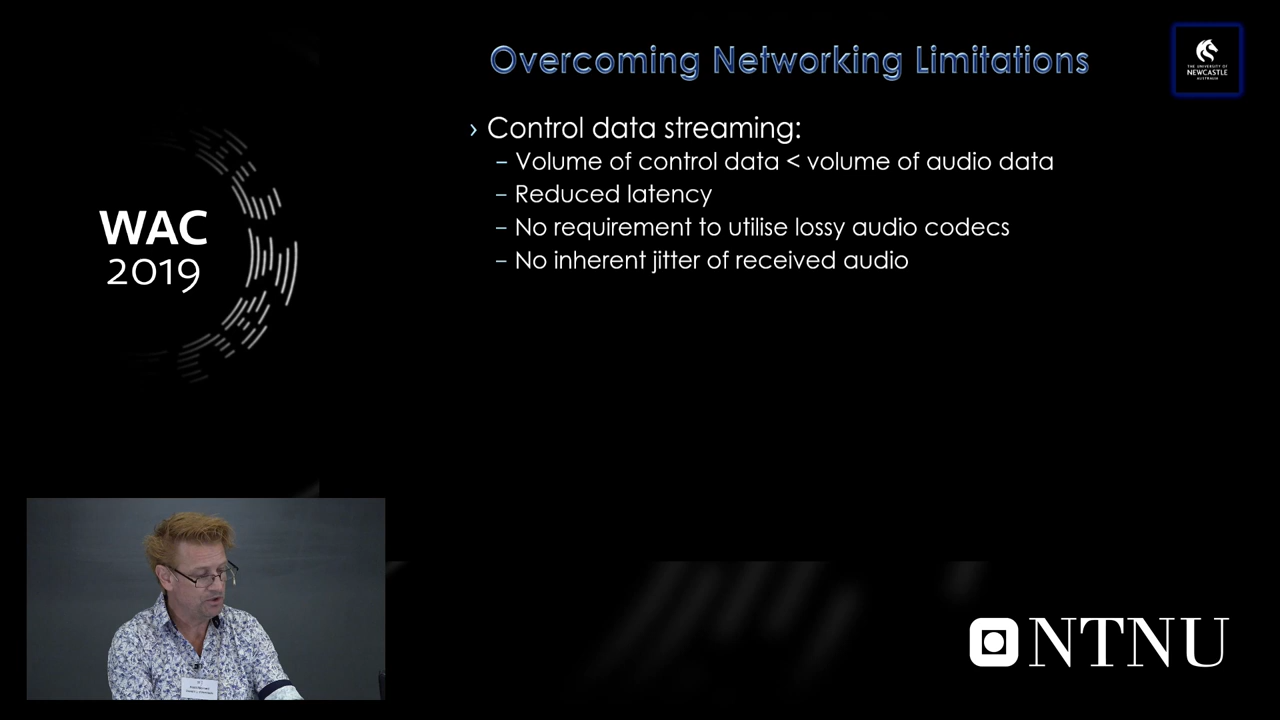 Overcoming Networking Limitations
THE UNIVERSITY OF
NEWCASTLE
AUSTRALIA
› Control data streaming:
– Volume of control data < volume of audio data
– Reduced latency
– No requirement to utilise lossy audio codecs
– No inherent jitter of received audio
WAC
2019
NTNU